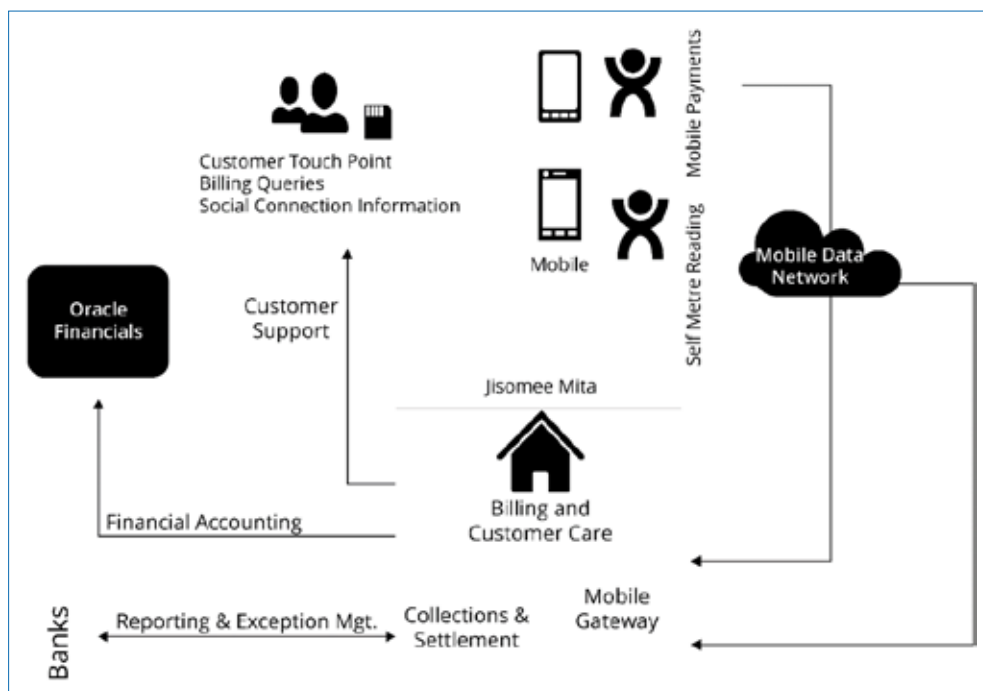 Customer Touch Point
Billing Queries
Social Connection Information
Mobile Payments
Mobile
Self Metre Reading
Mobile Data
Network
Oracle
Financials
Customer
Support
Jisomee Mita
Billing and
Customer Care
Financial Accounting
Banks
Reporting & Exception Mgt.
Collections &
Settlement
Mobile
Gateway